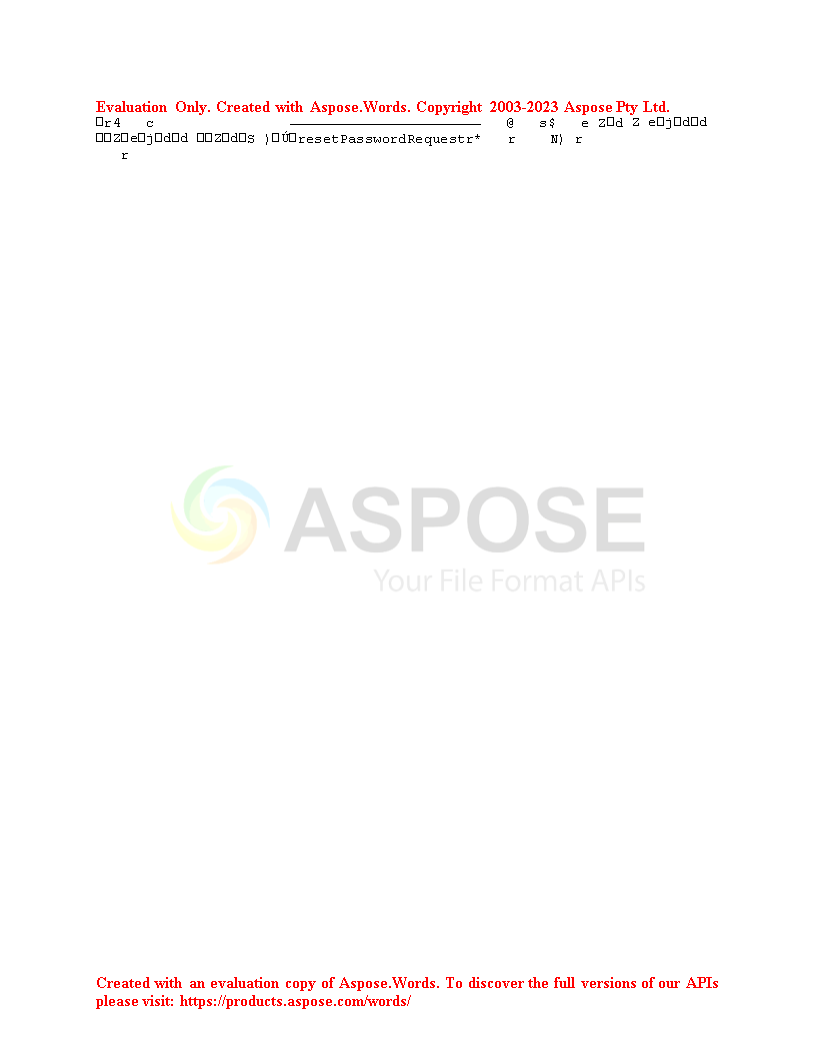 Evaluation Only. Created with Aspose.Words. Copyright 2003-2023 Aspose Pty Ltd.
□r4 c @ s$ e Z□d Z e□j□d□d
□□Z□e□j□d□d □□Z□d□S )□Ú□resetPasswordRequestr* r N) r
r
ASPOSE
Your File Format APIs
Created with an evaluation copy of Aspose.Words. To discover the full versions of our APIs
please visit: https://products.aspose.com/words/